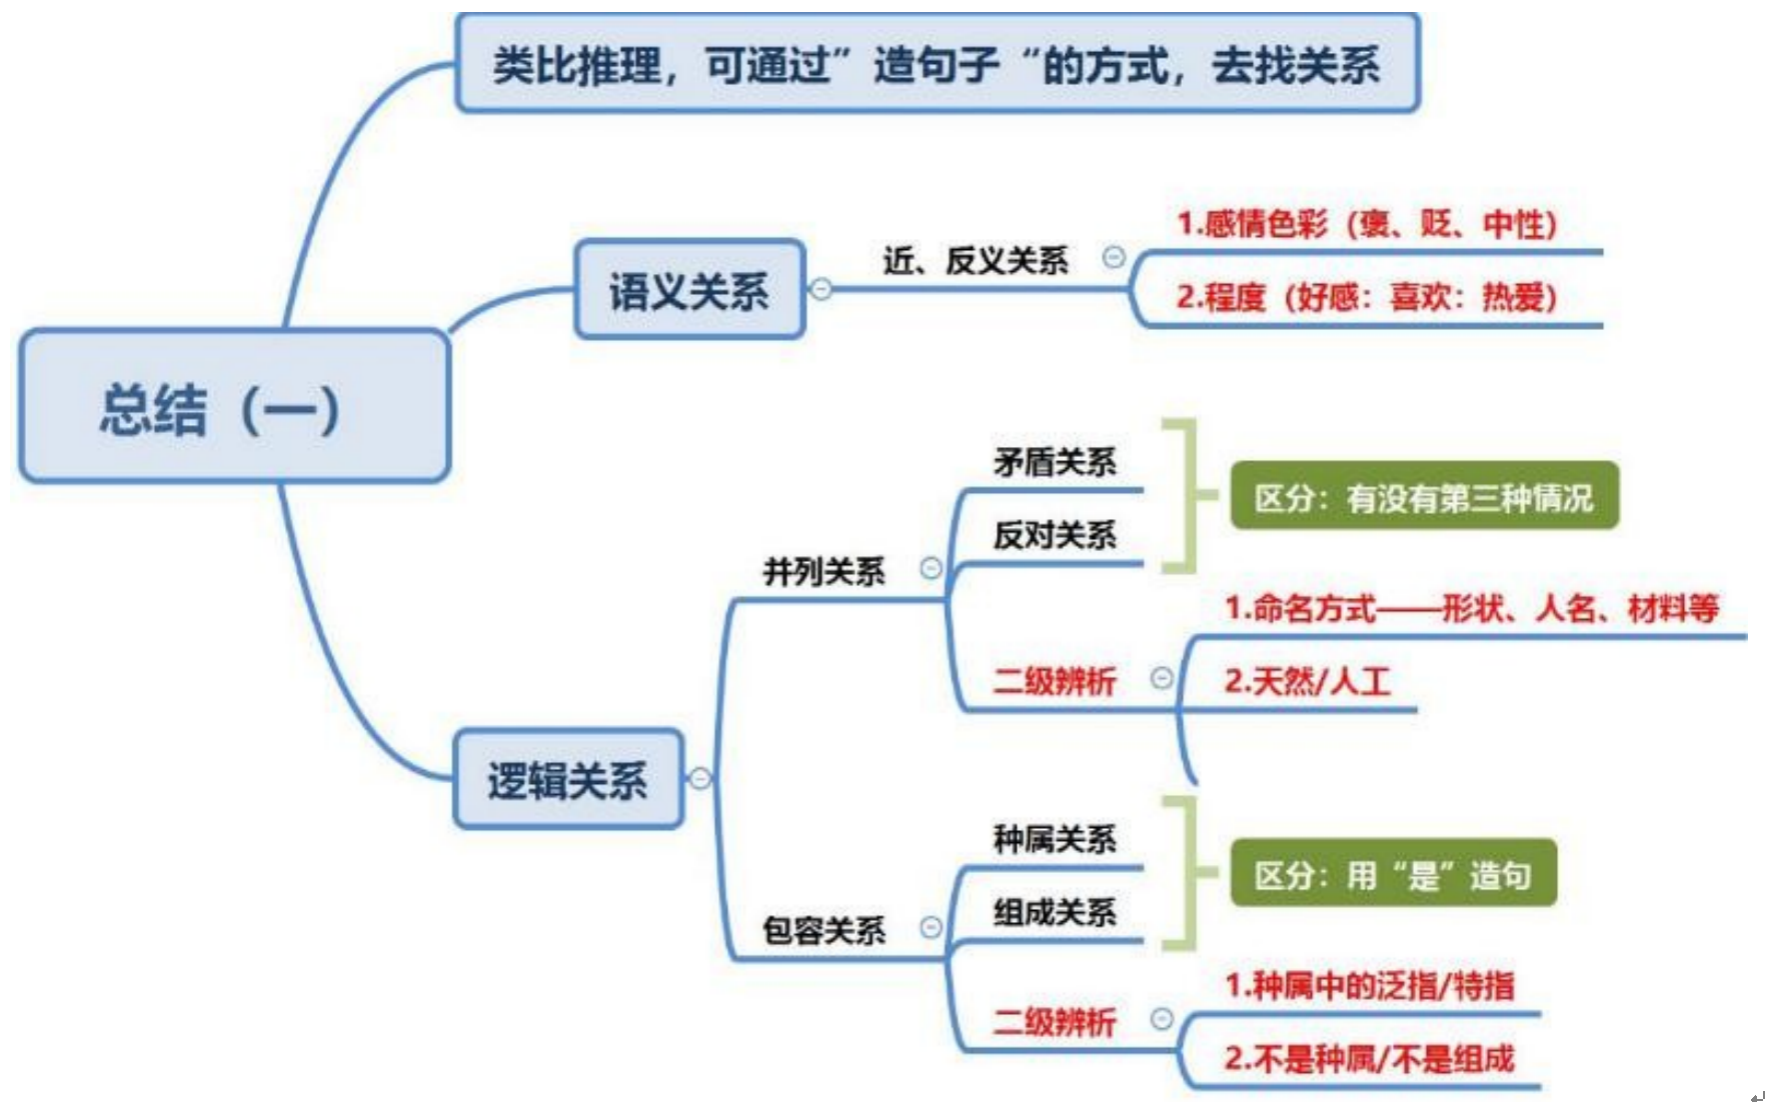 类比推理，可通过”造句子“的方式，去找关系
总结（一）
语义关系
近、反义关系
1.感情色彩（褒、贬、中性）
2.程度（好感：喜欢：热爱）
逻辑关系
并列关系
矛盾关系
反对关系
区分：有没有第三种情况
二级辨析
1.命名方式——形状、人名、材料等
2.天然/人工
包容关系
种属关系
组成关系
区分：用“是”造句
二级辨析
1.种属中的泛指/特指
2.不是种属/不是组成